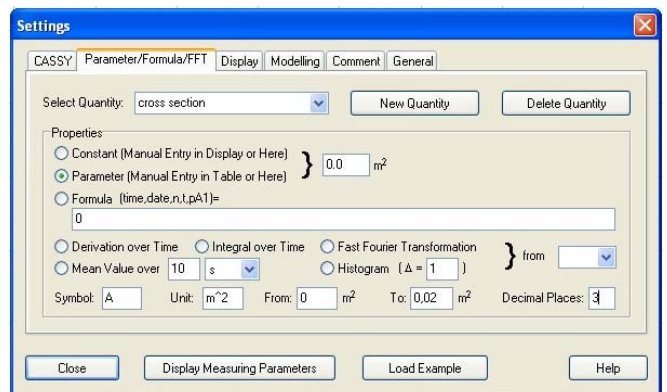 Settings
CASSY Parameter/Formula/FFT Display Modelling Comment General
Select Quantity: cross section New Quantity Delete Quantity
Properties
Constant (Manual Entry in Display or Here)
Parameter (Manual Entry in Table or Here)
} 0.0 m²
Formula (time,date,n,t,pA1)=
0
Derivation over Time Integral over Time Fast Fourier Transformation
Mean Value over 10 s Histogram (Δ = 1 )
} from
Symbol: A Unit: m^2 From: 0 m² To: 0,02 m² Decimal Places: 3
Close Display Measuring Parameters Load Example Help